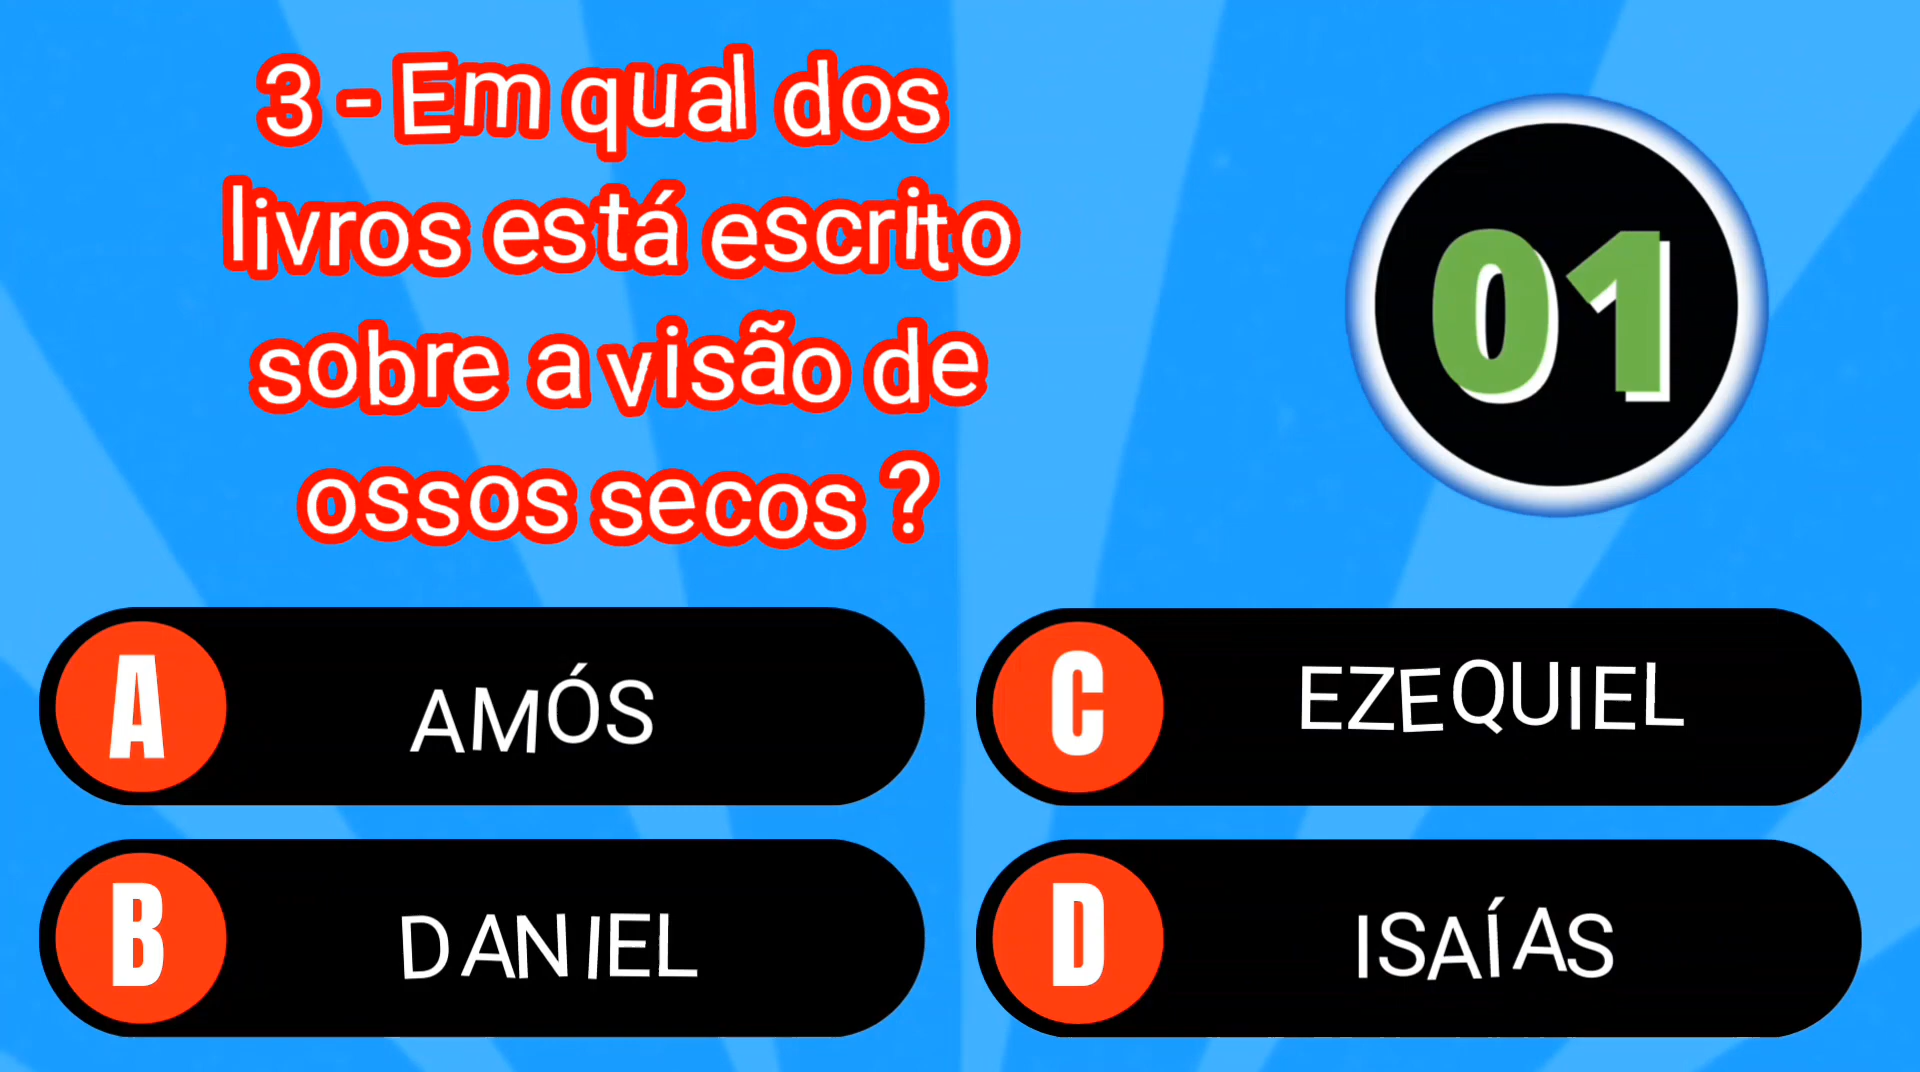 3 - Em qual dos
livros está escrito
sobre a visão de
ossos secos ?
01
A AMÓS
C EZEQUIEL
B DANIEL
D ISAÍAS